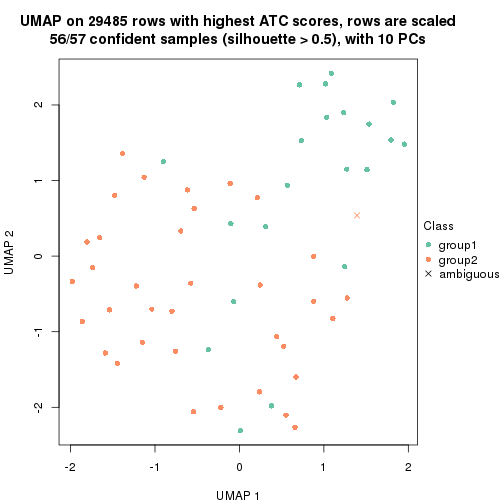 UMAP on 29485 rows with highest ATC scores, rows are scaled
56/57 confident samples (silhouette > 0.5), with 10 PCs
2
1
0
-1
-2
UMAP 2
-2
-1
0
1
2
UMAP 1
Class
group1
group2
ambiguous